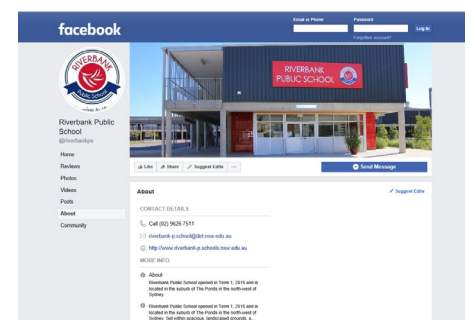 Email or Phone
Password
facebook
Log In
Forgotten account?
RIVERBANK
Public School
RIVERBANK
PUBLIC SCHOOL
Riverbank Public
School
@riverbankps
Home
Reviews
Photos
Videos
Posts
About
Community
Like
Share
Suggest Edits
Send Message
About
Suggest Edits
CONTACT DETAILS
Call (02) 9626 7511
riverbank-p.school@det.nsw.edu.au
http://www.riverbank-p.schools.nsw.edu.au
MORE INFO
About
Riverbank Public School opened in Term 1, 2015 and is
located in the suburb of The Ponds in the north-west of
Sydney.
Riverbank Public School opened in Term 1, 2015 and is
located in the suburb of The Ponds in the north-west of
Sydney. Set within spacious, landscaped grounds, a...